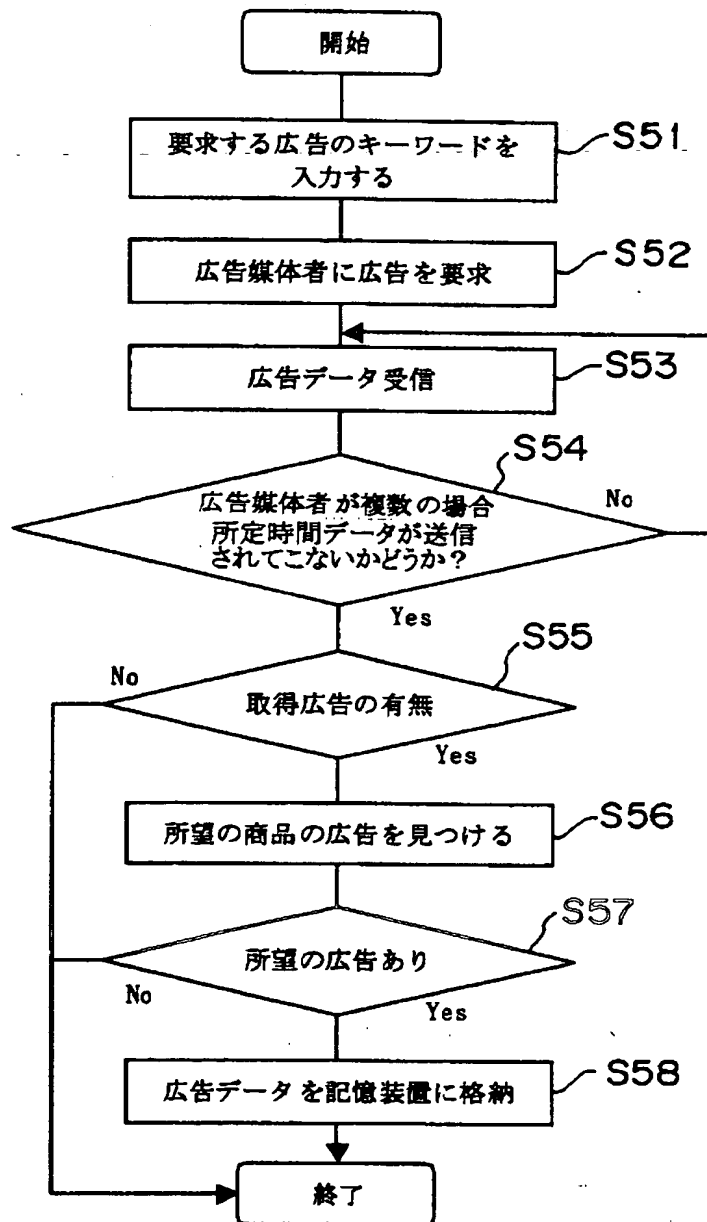 開始
要求する広告のキーワードを
入力する
S51
広告媒体者に広告を要求
S52
広告データ受信
S53
S54
広告媒体者が複数の場合
所定時間データが送信
されてこないかどうか?
No
Yes
S55
No
取得広告の有無
Yes
所望の商品の広告を見つける
S56
S57
所望の広告あり
No
Yes
広告データを記憶装置に格納
S58
終了